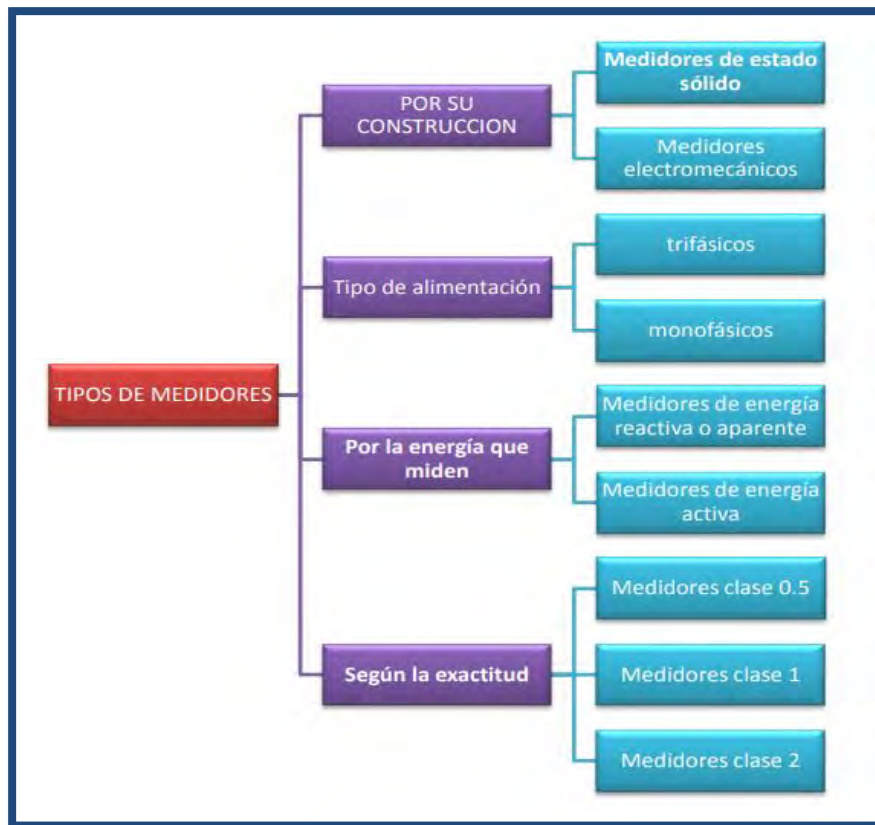 TIPOS DE MEDIDORES
POR SU
CONSTRUCCION
Medidores de estado
sólido
Medidores
electromecánicos
Tipo de alimentación
trifásicos
monofásicos
Por la energía que
miden
Medidores de energía
reactiva o aparente
Medidores de energía
activa
Según la exactitud
Medidores clase 0.5
Medidores clase 1
Medidores clase 2